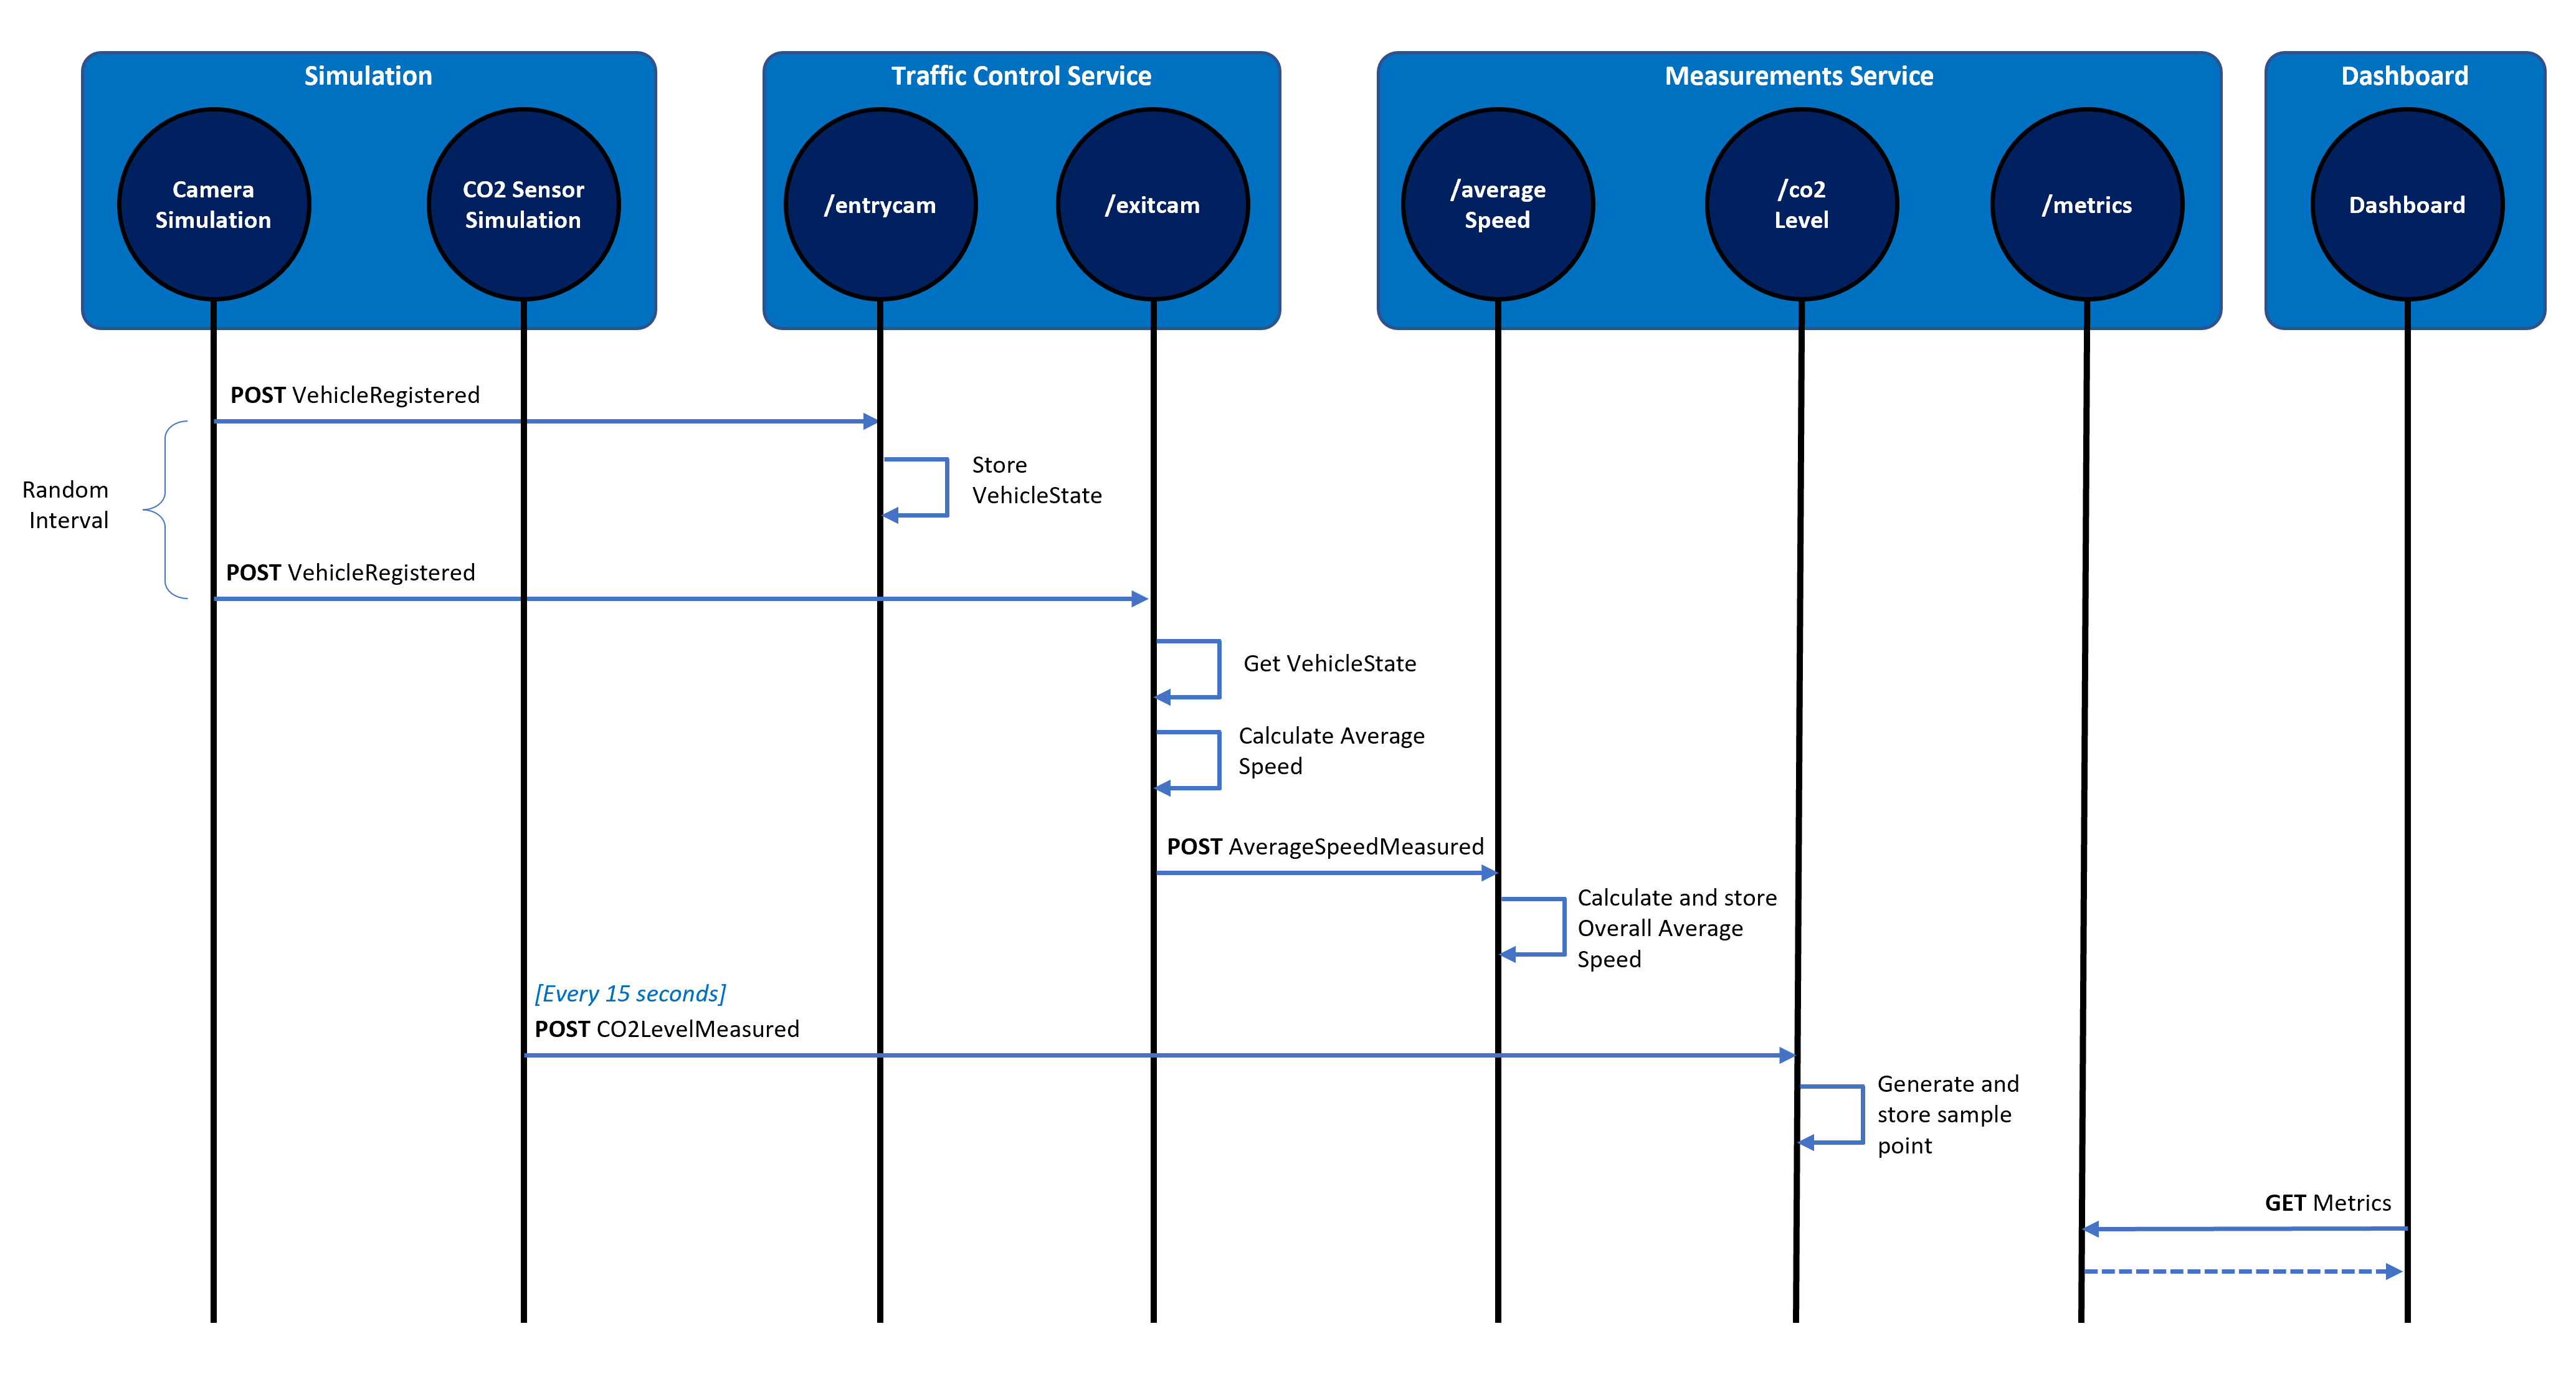 Simulation
Traffic Control Service
Measurements Service
Dashboard
Camera
Simulation
CO2 Sensor
Simulation
/entrycam
/exitcam
/average
Speed
/co2
Level
/metrics
Dashboard
POST VehicleRegistered
Store
VehicleState
Random
Interval
POST VehicleRegistered
Get VehicleState
Calculate Average
Speed
POST AverageSpeedMeasured
Calculate and store
Overall Average
Speed
[Every 15 seconds]
POST CO2LevelMeasured
Generate and
store sample
point
GET Metrics